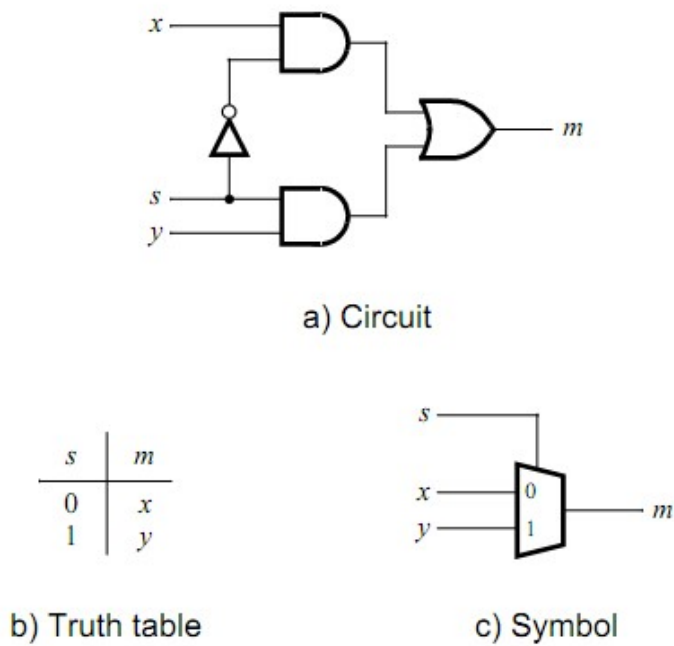 x
m
s
y
a) Circuit
s m
0 x
1 y
s
x 0
m
y 1
b) Truth table
c) Symbol